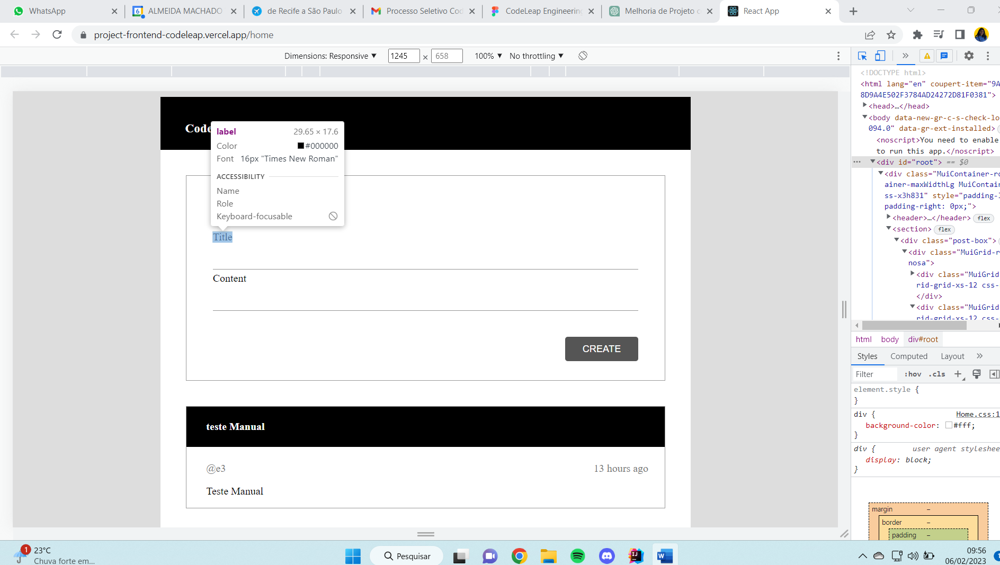 WhatsApp
ALMEIDA MACHADO
de Recife a São Paulo
Processo Seletivo Cod
CodeLeap Engineering
Melhoria de Projeto c
React App
project-frontend-codeleap.vercel.app/home
Dimensions: Responsive ▼ 1245 × 658 100% ▼ No throttling ▼
Code
label 29.65 × 17.6
Color #000000
Font 16px "Times New Roman"
ACCESSIBILITY
Name
Role
Keyboard-focusable
Title
Content
CREATE
teste Manual
@e3 13 hours ago
Teste Manual
<!DOCTYPE html>
<html lang="en" coupert-item="9A
8D9A4E502F3784AD24272D81F0381">
<head>…</head>
<body data-new-gr-c-s-check-lo
094.0" data-gr-ext-installed>
<noscript>You need to enable
to run this app.</noscript>
<div id="root"> == $0
<div class="MuiContainer-ro
ainer-maxWidthLg MuiContain
ss-x3h831" style="padding-l
padding-right: 0px;">
<header>…</header> flex
<section> flex
<div class="post-box">
<div class="MuiGrid-r
nosa">
<div class="MuiGrid
rid-grid-xs-12 css-
</div>
<div class="MuiGrid
rid-grid-xs-12 css-
html body div#root
Styles Computed Layout »
Filter :hov .cls +
element.style {
}
div { Home.css:1
background-color: #fff;
}
div { user agent styleshee
display: block;
}
margin –
border –
padding –
1
23°C
Chuva forte em...
Pesquisar
09:56
06/02/2023